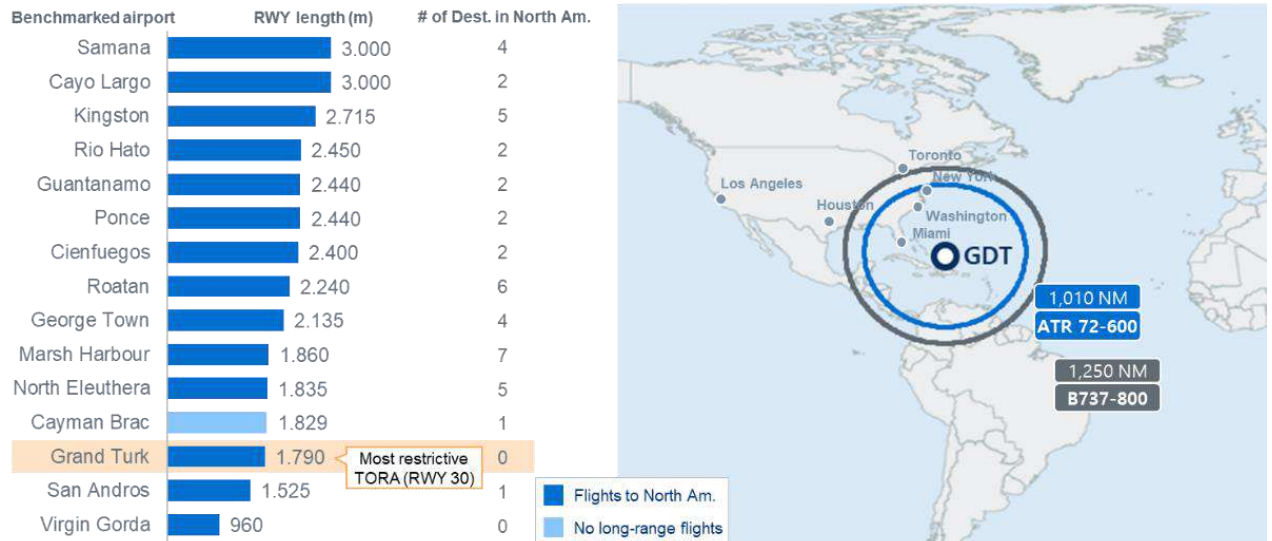 Benchmarked airport RWY length (m) # of Dest. in North Am.
Samana 3.000 4
Cayo Largo 3.000 2
Kingston 2.715 5
Rio Hato 2.450 2
Guantanamo 2.440 2
Ponce 2.440 2
Cienfuegos 2.400 2
Roatan 2.240 6
George Town 2.135 4
Marsh Harbour 1.860 7
North Eleuthera 1.835 5
Cayman Brac 1.829 1
Grand Turk 1.790 0
Most restrictive
TORA (RWY 30)
San Andros 1.525 1
Virgin Gorda 960 0
Flights to North Am.
No long-range flights
Toronto
New York
Los Angeles
Houston
Washington
Miami
GDT
1,010 NM
ATR 72-600
1,250 NM
B737-800